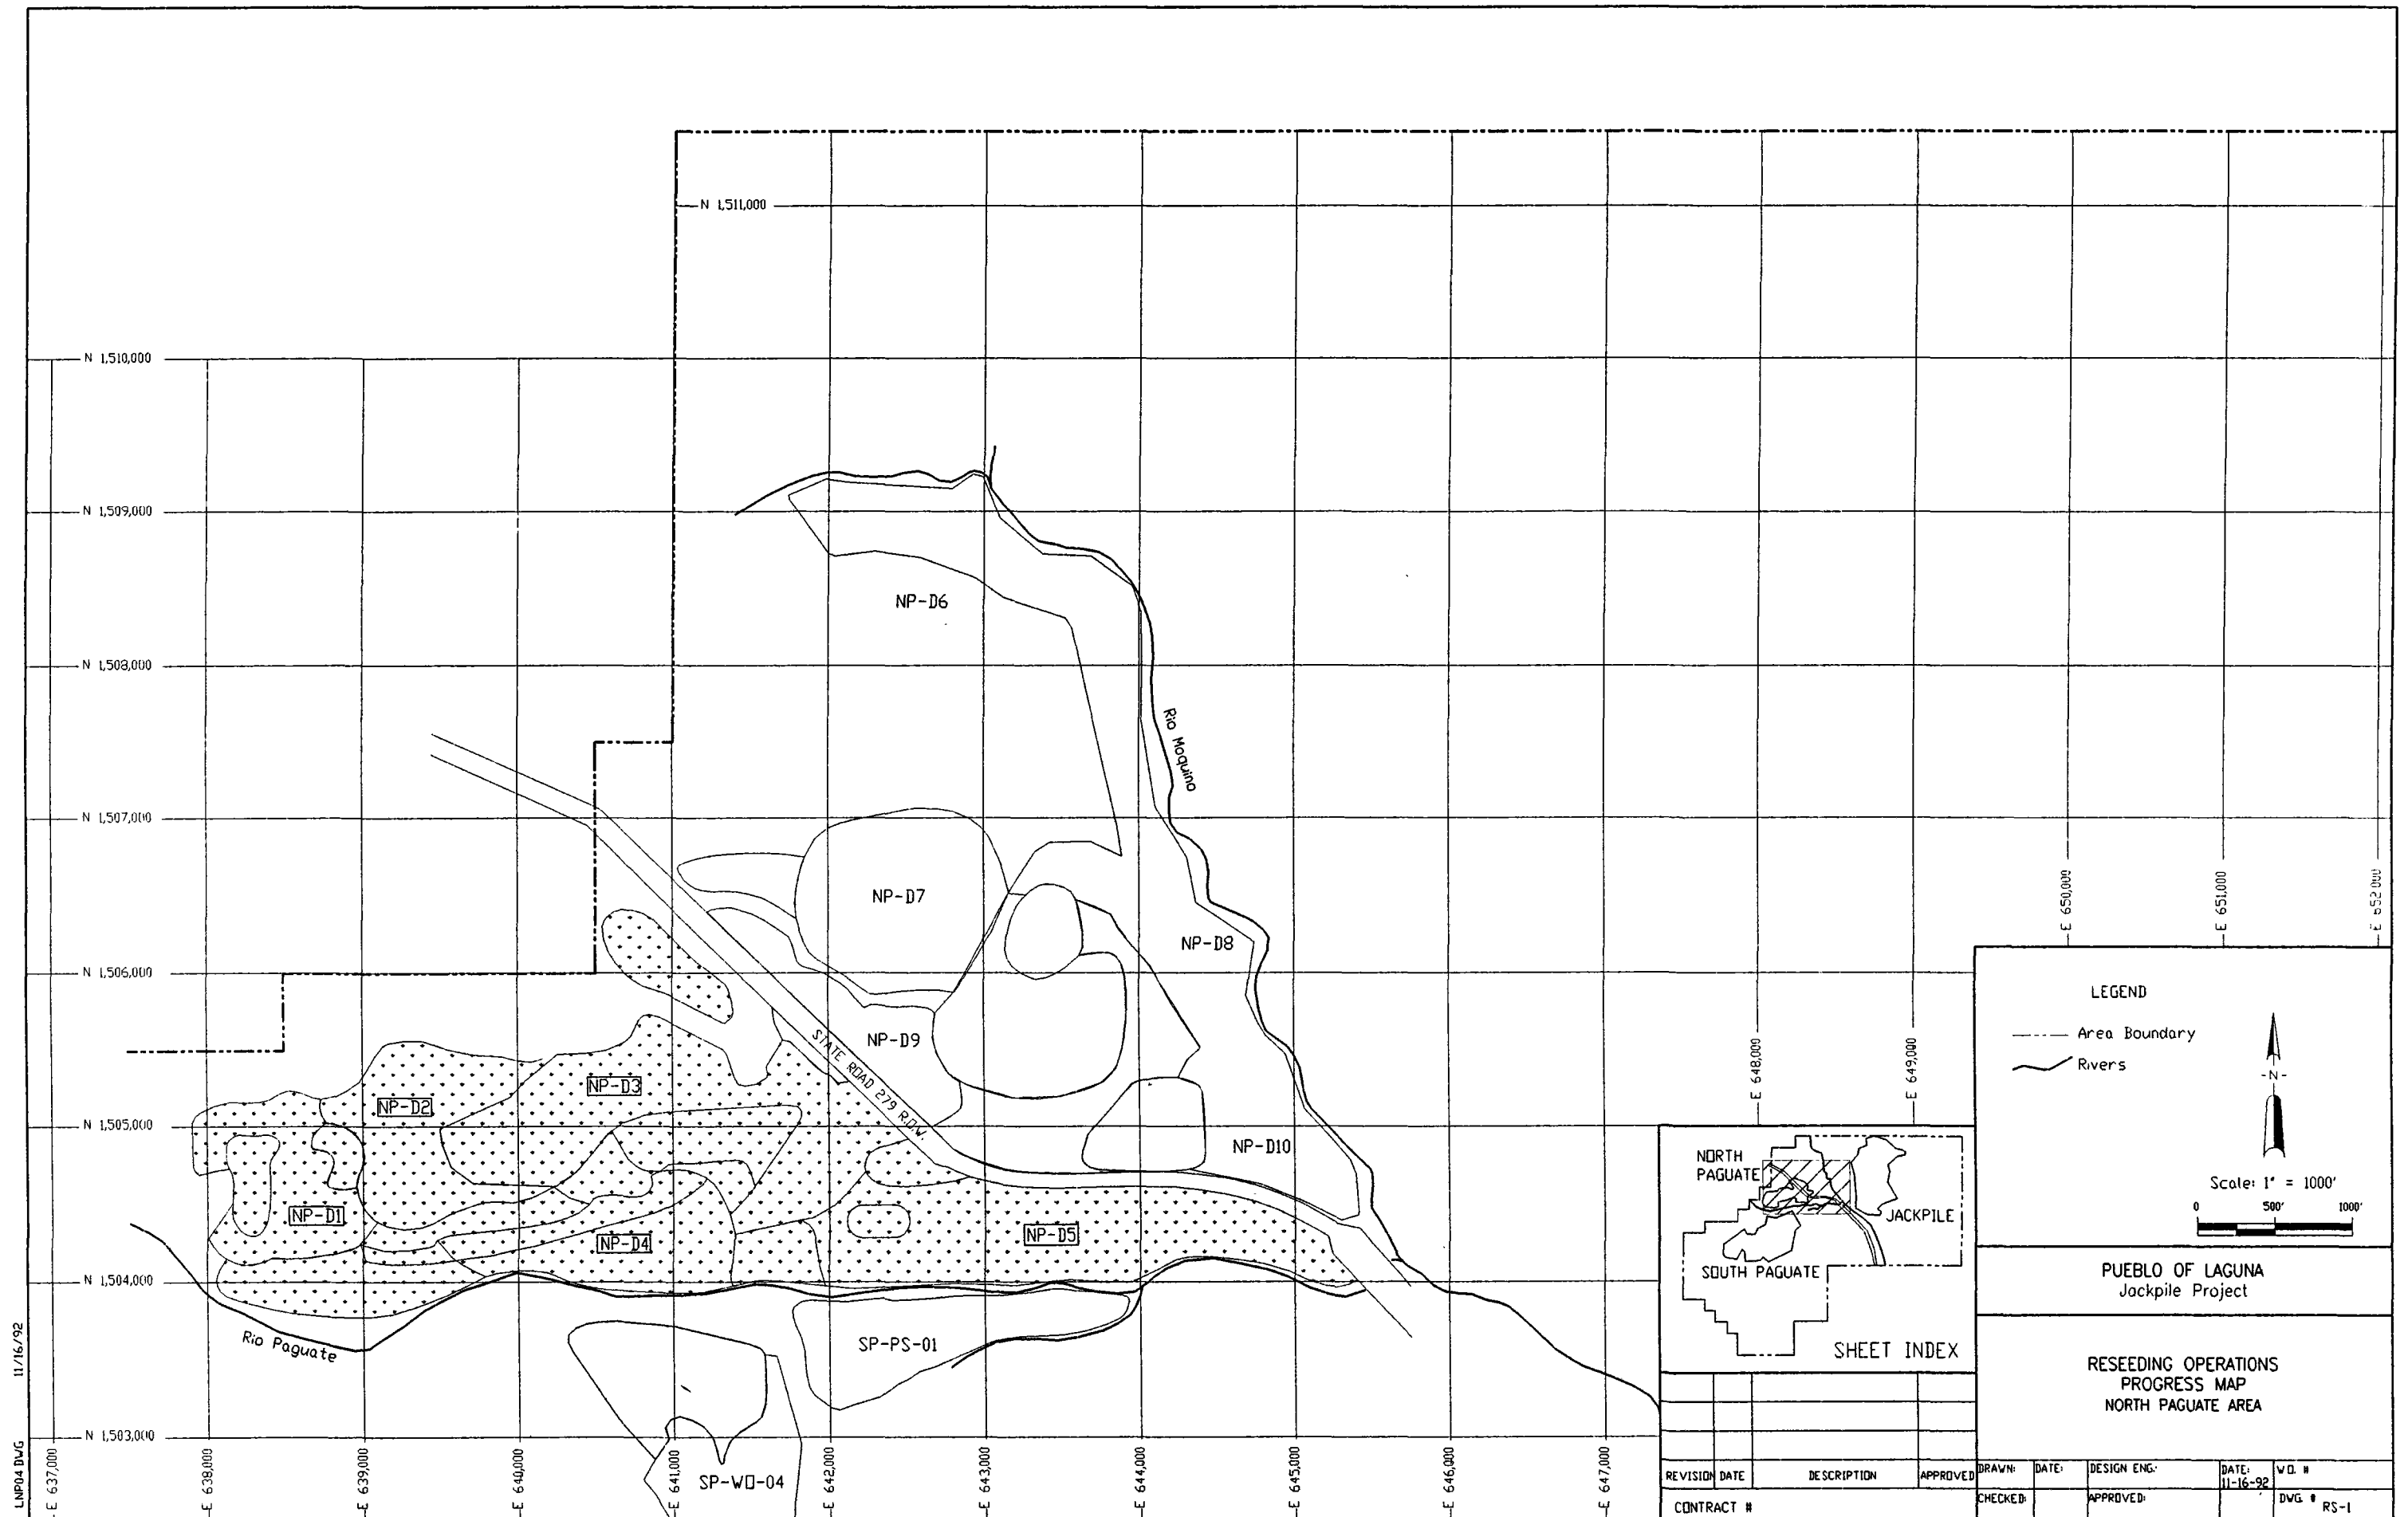 N 1,511,000
N 1,510,000
N 1,509,000
N 1,508,000
N 1,507,000
N 1,506,000
N 1,505,000
N 1,504,000
N 1,503,000
NP-D6
Rio Moquino
NP-D7
NP-D8
NP-D9
STATE ROAD 279 R.O.W.
NP-D3
NP-D2
NP-D10
NP-D1
NP-D4
NP-D5
Rio Paguate
SP-PS-01
SP-WD-04
E 637,000
E 638,000
E 639,000
E 640,000
E 641,000
E 642,000
E 643,000
E 644,000
E 645,000
E 646,000
E 647,000
E 648,000
E 649,000
E 650,000
E 651,000
E 652,000
LNP04 DWG 11/16/92
LEGEND
Area Boundary
Rivers
-N-
Scale: 1" = 1000'
0 500' 1000'
NORTH
PAGUATE
JACKPILE
SOUTH PAGUATE
SHEET INDEX
PUEBLO OF LAGUNA
Jackpile Project
RESEEDING OPERATIONS
PROGRESS MAP
NORTH PAGUATE AREA
REVISION DATE DESCRIPTION APPROVED
CONTRACT #
DRAWN: DATE: DESIGN ENG.: DATE: 11-16-92 W.O. #
CHECKED: APPROVED: DWG. # RS-1